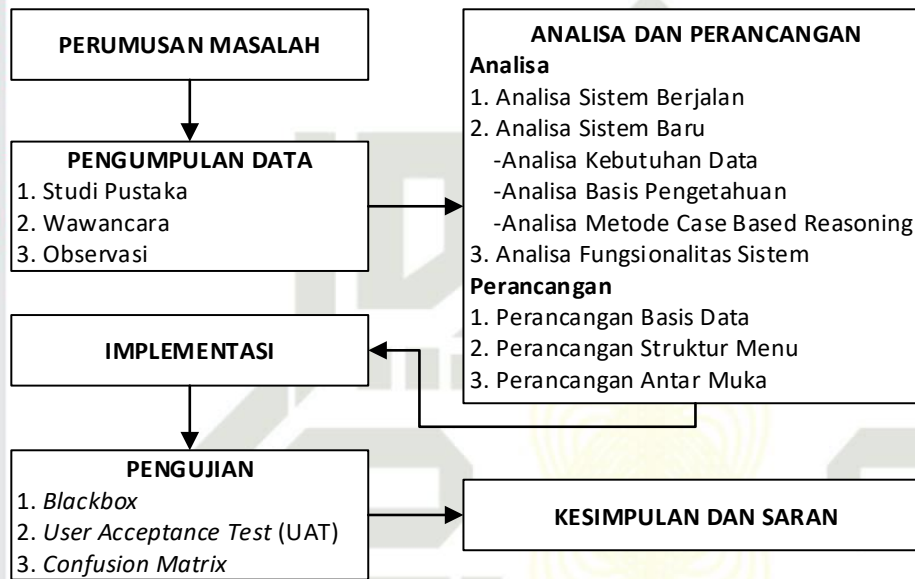 PERUMUSAN MASALAH
PENGUMPULAN DATA
1. Studi Pustaka
2. Wawancara
3. Observasi
ANALISA DAN PERANCANGAN
Analisa
1. Analisa Sistem Berjalan
2. Analisa Sistem Baru
-Analisa Kebutuhan Data
-Analisa Basis Pengetahuan
-Analisa Metode Case Based Reasoning
3. Analisa Fungsionalitas Sistem
Perancangan
1. Perancangan Basis Data
2. Perancangan Struktur Menu
3. Perancangan Antar Muka
IMPLEMENTASI
PENGUJIAN
1. Blackbox
2. User Acceptance Test (UAT)
3. Confusion Matrix
KESIMPULAN DAN SARAN